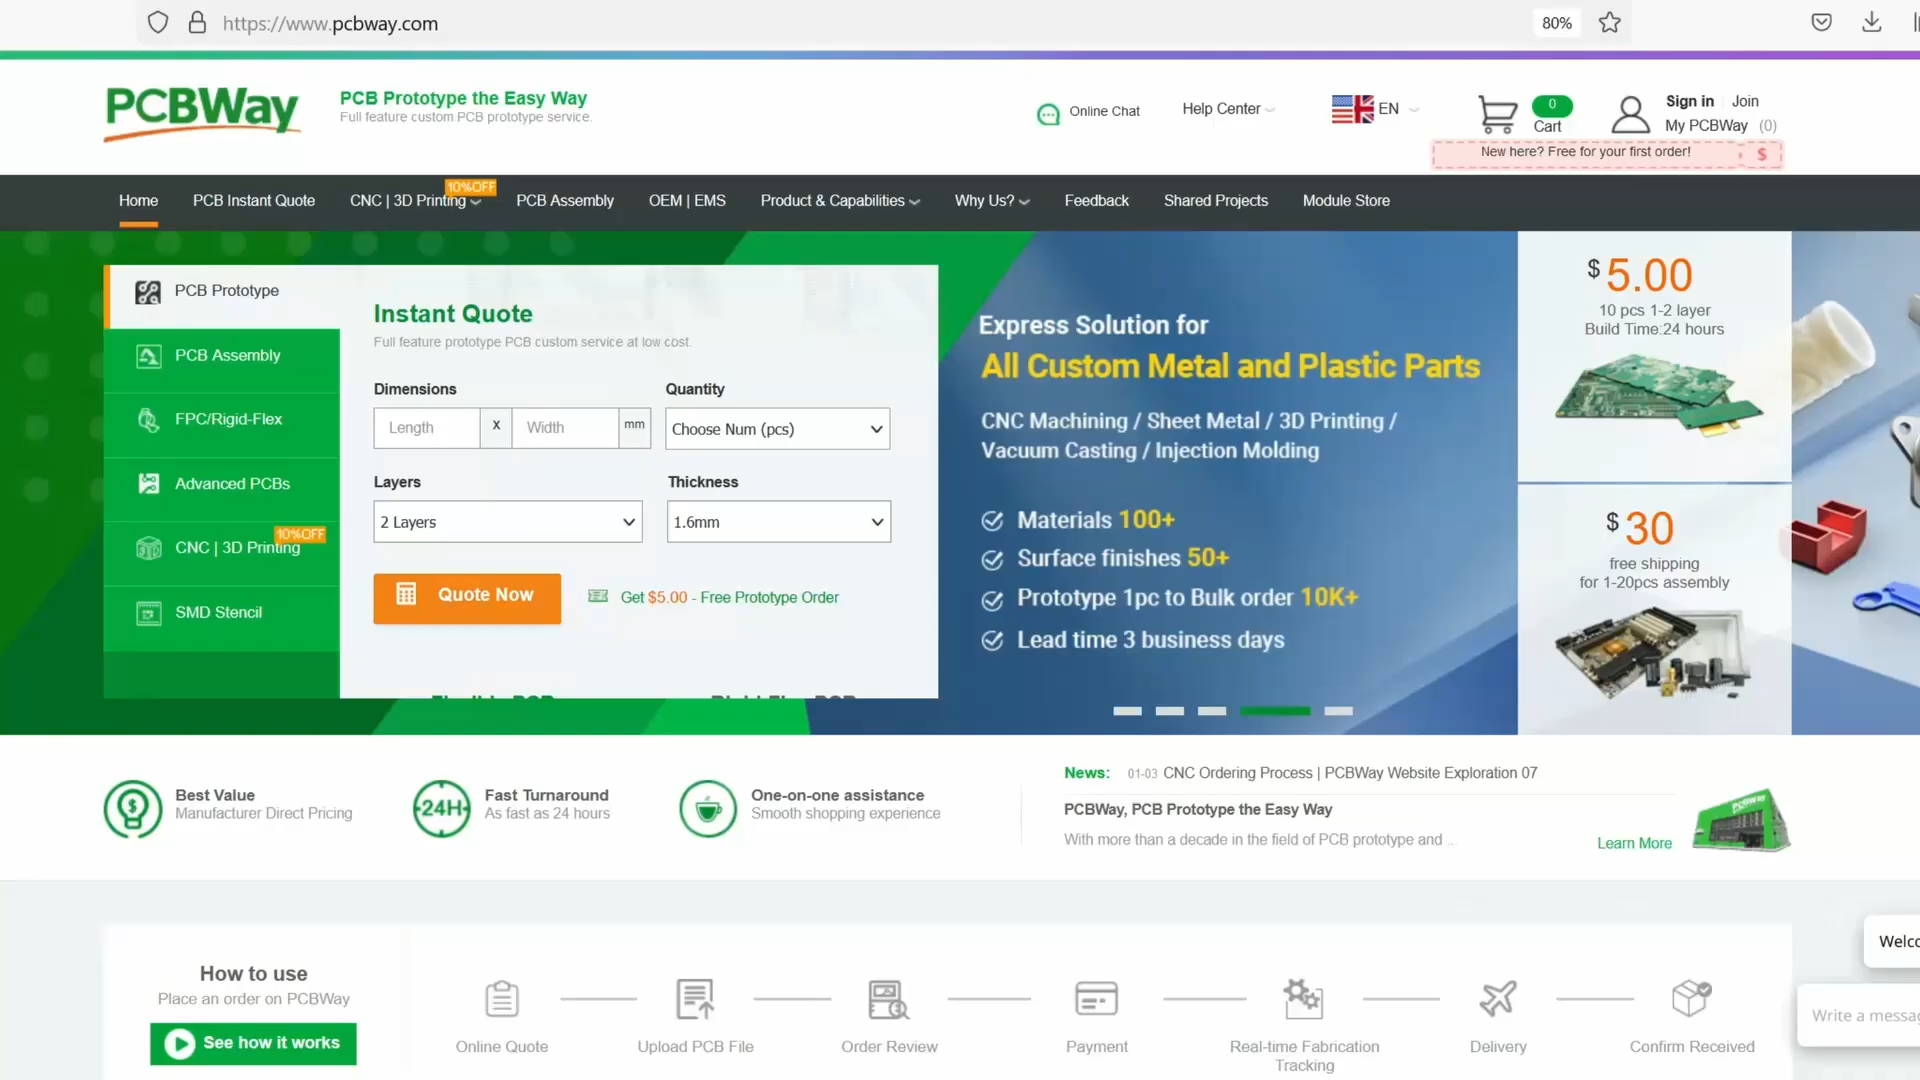 https://www.pcbway.com
80%
PCBWay
PCB Prototype the Easy Way
Full feature custom PCB prototype service.
Online Chat
Help Center
EN
0
Cart
Sign in
Join
My PCBWay (0)
New here? Free for your first order!
$
Home
PCB Instant Quote
CNC | 3D Printing
10%OFF
PCB Assembly
OEM | EMS
Product & Capabilities
Why Us?
Feedback
Shared Projects
Module Store
PCB Prototype
PCB Assembly
FPC/Rigid-Flex
Advanced PCBs
10%OFF
CNC | 3D Printing
SMD Stencil
Instant Quote
Full feature prototype PCB custom service at low cost.
Dimensions
Quantity
Length
x
Width
mm
Choose Num (pcs)
Layers
Thickness
2 Layers
1.6mm
Quote Now
Get $5.00 - Free Prototype Order
Express Solution for
All Custom Metal and Plastic Parts
CNC Machining / Sheet Metal / 3D Printing /
Vacuum Casting / Injection Molding
Materials 100+
Surface finishes 50+
Prototype 1pc to Bulk order 10K+
Lead time 3 business days
$ 5.00
10 pcs 1-2 layer
Build Time:24 hours
$ 30
free shipping
for 1-20pcs assembly
Best Value
Manufacturer Direct Pricing
24H
Fast Turnaround
As fast as 24 hours
One-on-one assistance
Smooth shopping experience
News: 01-03 CNC Ordering Process | PCBWay Website Exploration 07
PCBWay, PCB Prototype the Easy Way
With more than a decade in the field of PCB prototype and ...
Learn More
PCBWay
How to use
Place an order on PCBWay
See how it works
Online Quote
Upload PCB File
Order Review
Payment
Real-time Fabrication
Tracking
Delivery
Confirm Received
Welco
Write a messag